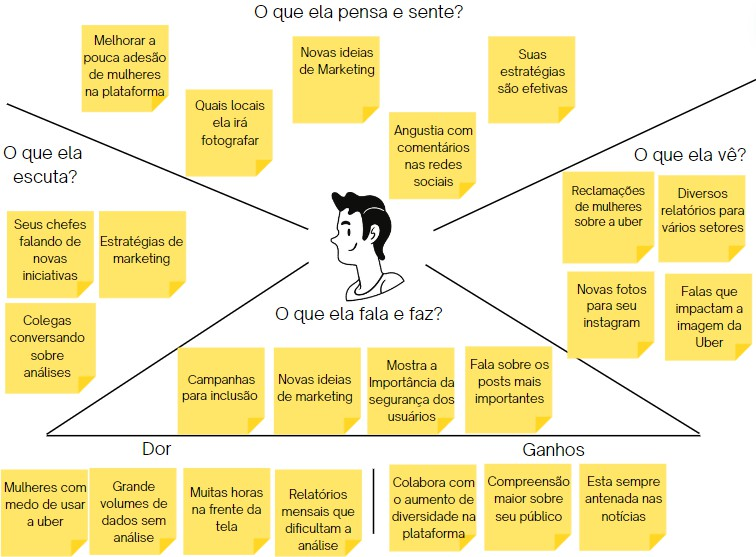 O que ela pensa e sente?
Melhorar a
pouca adesão
de mulheres
na plataforma
Quais locais
ela irá
fotografar
Novas ideias
de Marketing
Angustia com
comentários
nas redes
sociais
Suas
estratégias
são efetivas
O que ela
escuta?
Seus chefes
falando de
novas
iniciativas
Estratégias de
marketing
Colegas
conversando
sobre
análises
O que ela vê?
Reclamações
de mulheres
sobre a uber
Diversos
relatórios para
vários setores
Novas fotos
para seu
instagram
Falas que
impactam a
imagem da
Uber
O que ela fala e faz?
Campanhas
para inclusão
Novas ideias
de marketing
Mostra a
Importância da
segurança dos
usuários
Fala sobre os
posts mais
importantes
Dor
Mulheres com
medo de usar
a uber
Grande
volumes de
dados sem
análise
Muitas horas
na frente da
tela
Relatórios
mensais que
dificultam a
análise
Ganhos
Colabora com
o aumento de
diversidade na
plataforma
Compreensão
maior sobre
seu público
Esta sempre
antenada nas
notícias